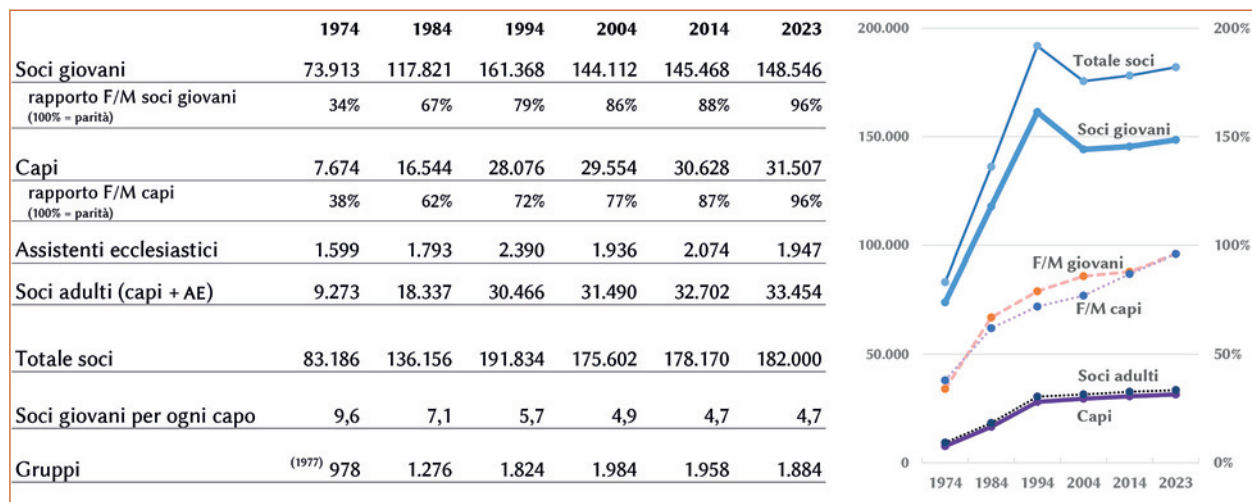 1974 1984 1994 2004 2014 2023
Soci giovani 73.913 117.821 161.368 144.112 145.468 148.546
rapporto F/M soci giovani 34% 67% 79% 86% 88% 96%
(100% = parità)
Capi 7.674 16.544 28.076 29.554 30.628 31.507
rapporto F/M capi 38% 62% 72% 77% 87% 96%
(100% = parità)
Assistenti ecclesiastici 1.599 1.793 2.390 1.936 2.074 1.947
Soci adulti (capi + AE) 9.273 18.337 30.466 31.490 32.702 33.454
Totale soci 83.186 136.156 191.834 175.602 178.170 182.000
Soci giovani per ogni capo 9,6 7,1 5,7 4,9 4,7 4,7
Gruppi (1977) 978 1.276 1.824 1.984 1.958 1.884
200.000 200%
Totale soci
Soci giovani
150.000 150%
100.000 100%
F/M giovani
F/M capi
50.000 50%
Soci adulti
Capi
0 0%
1974 1984 1994 2004 2014 2023